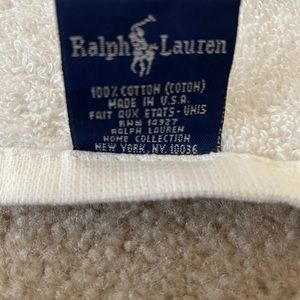 Ralph Lauren
100% COTTON (COTON)
MADE IN U.S.A.
FAIT AUX ETATS-UNIS
RN# 14927
RALPH LAUREN
HOME COLLECTION
NEW YORK, NY. 10036